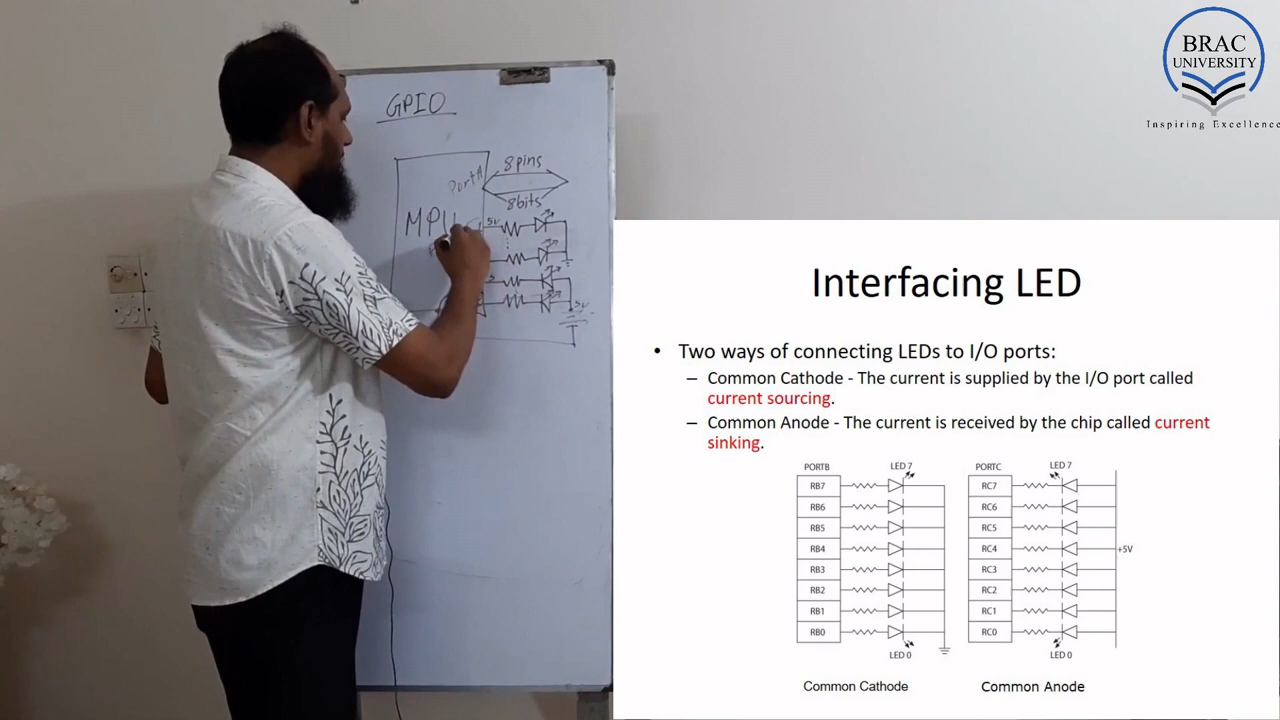 BRAC
UNIVERSITY
Inspiring Excellence
GPIO
8pins
Port A
MPU
8bits
5v
5v
Interfacing LED
• Two ways of connecting LEDs to I/O ports:
– Common Cathode - The current is supplied by the I/O port called
current sourcing.
– Common Anode - The current is received by the chip called current
sinking.
PORTB
LED 7
RB7
RB6
RB5
RB4
RB3
RB2
RB1
RB0
LED 0
Common Cathode
PORTC
LED 7
RC7
RC6
RC5
RC4
+5V
RC3
RC2
RC1
RC0
LED 0
Common Anode